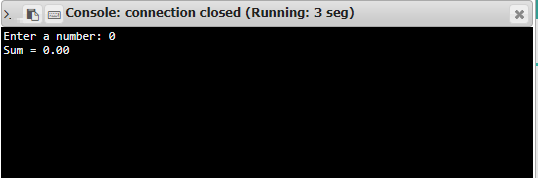 Console: connection closed (Running: 3 seg)
Enter a number: 0
Sum = 0.00